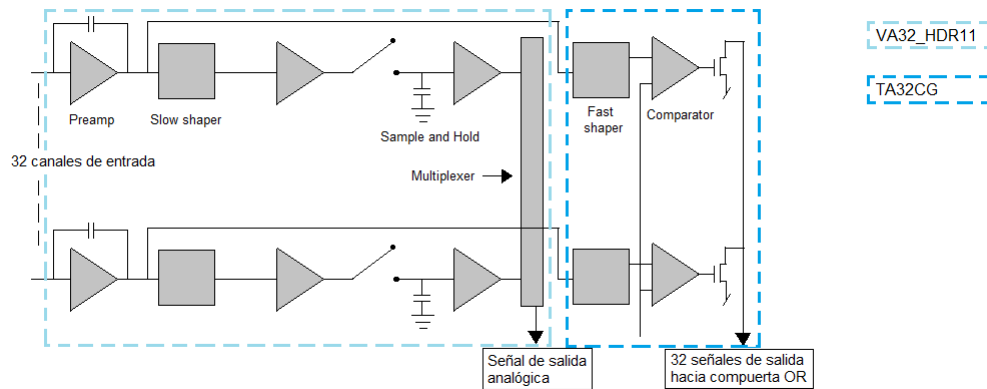 VA32_HDR11
TA32CG
Preamp
Slow shaper
Sample and Hold
Fast
shaper
Comparator
32 canales de entrada
Multiplexer
Señal de salida
analógica
32 señales de salida
hacia compuerta OR